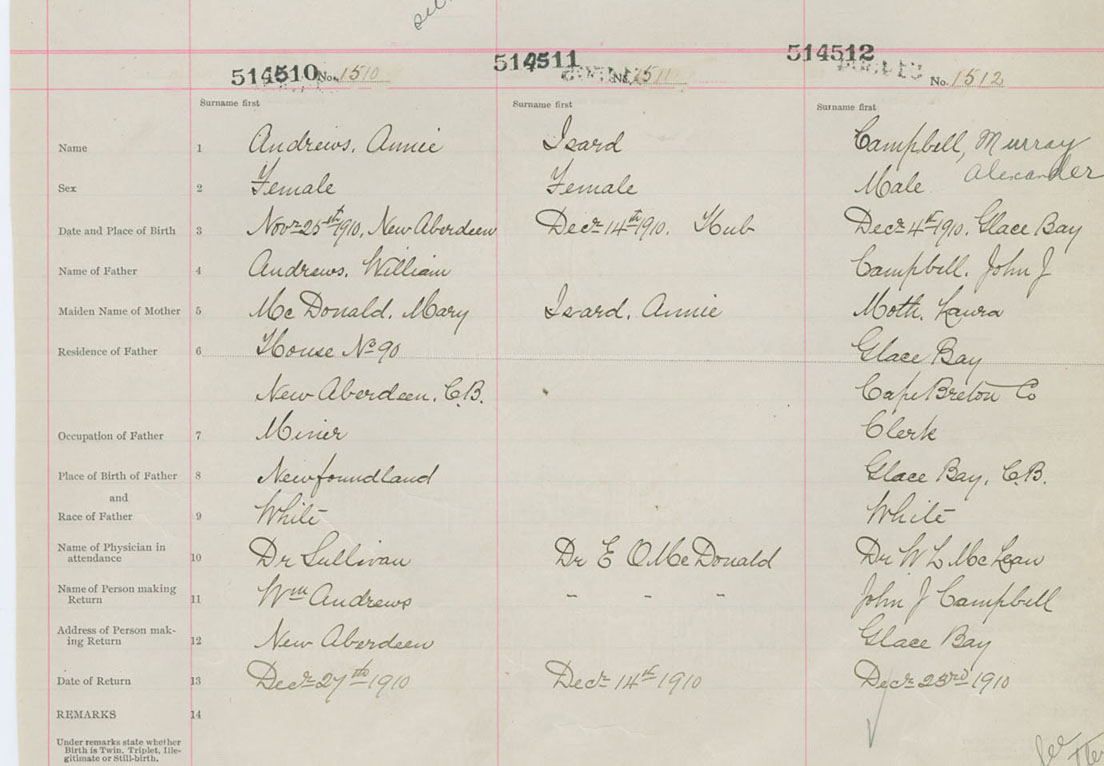 514510 No. 1510
514511 No. 1511
514512 No. 1512
Surname first Surname first Surname first
Name 1 Andrews, Annie Isard Campbell, Murray Alexander
Sex 2 Female Female Male
Date and Place of Birth 3 Novr 25th 1910, New Aberdeen Decr 14th 1910. Hub Decr 4th 1910, Glace Bay
Name of Father 4 Andrews, William Campbell, John J
Maiden Name of Mother 5 McDonald, Mary Isard, Annie Moth, Laura
Residence of Father 6 House No 90 Glace Bay
New Aberdeen, C.B. Cape Breton Co
Occupation of Father 7 Miner Clerk
Place of Birth of Father 8 Newfoundland Glace Bay, C.B.
and
Race of Father 9 White White
Name of Physician in
attendance 10 Dr Sullivan Dr E O McDonald Dr W L McLean
Name of Person making
Return 11 Wm Andrews - - - John J Campbell
Address of Person mak-
ing Return 12 New Aberdeen Glace Bay
Date of Return 13 Decr 27th 1910 Decr 14th 1910 Decr 23rd 1910
REMARKS 14
Under remarks state whether
Birth is Twin, Triplet, Ille-
gitimate or Still-birth.
See